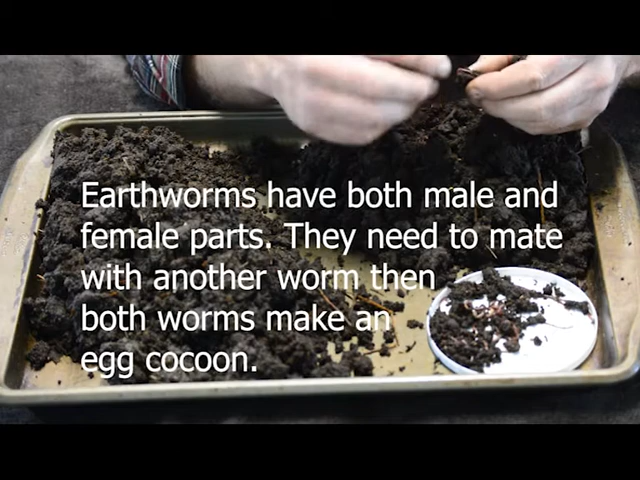 Earthworms have both male and
female parts. They need to mate
with another worm then
both worms make an
egg cocoon.